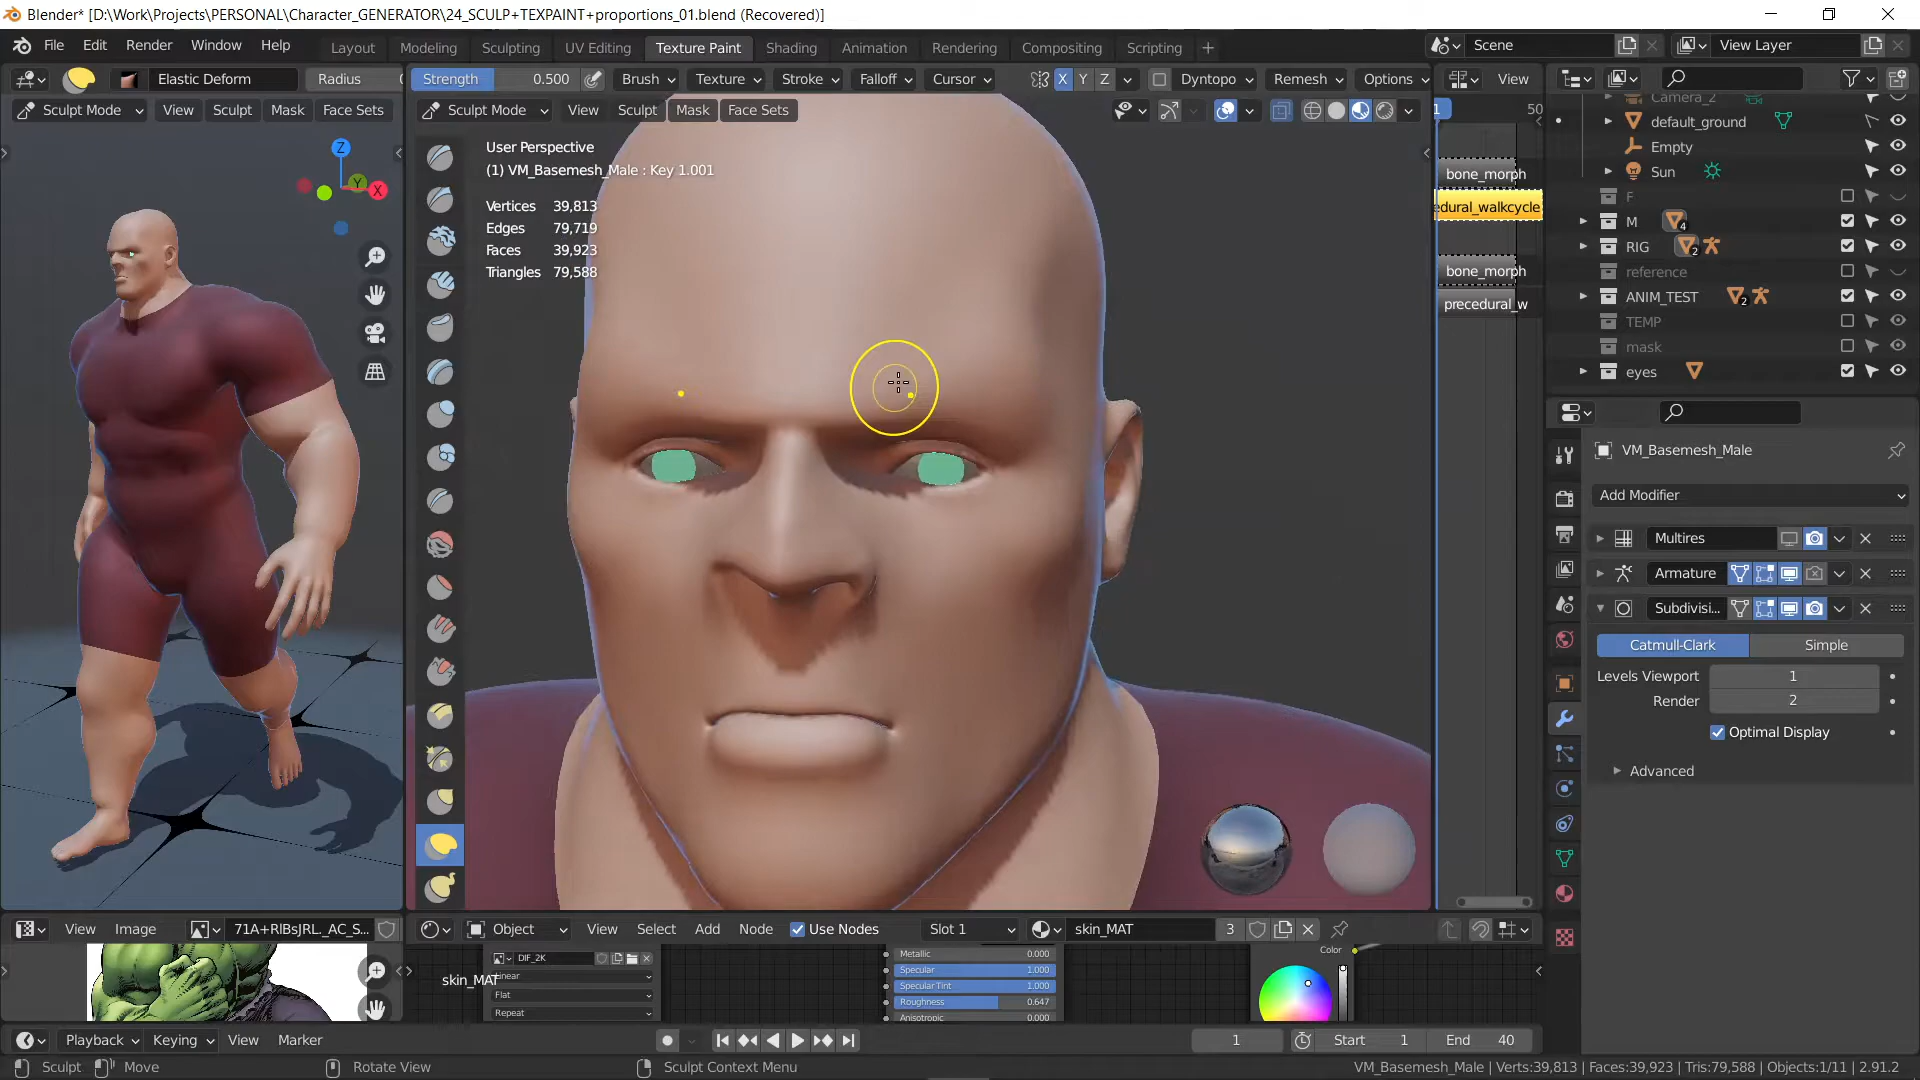 Blender* [D:\Work\Projects\PERSONAL\Character_GENERATOR\24_SCULP+TEXPAINT+proportions_01.blend (Recovered)]
File Edit Render Window Help Layout Modeling Sculpting UV Editing Texture Paint Shading Animation Rendering Compositing Scripting + Scene View Layer
Elastic Deform Radius Strength 0.500 Brush Texture Stroke Falloff Cursor X Y Z Dyntopo Remesh Options View
Sculpt Mode View Sculpt Mask Face Sets Sculpt Mode View Sculpt Mask Face Sets 1 50
Camera_2
default_ground
Empty
Sun
F
M 4
RIG 2
reference
ANIM_TEST 2
TEMP
mask
eyes
Z
Y
X
User Perspective
(1) VM_Basemesh_Male : Key 1.001
Vertices 39,813
Edges 79,719
Faces 39,923
Triangles 79,588
bone_morph
edural_walkcycle
bone_morph
precedural_w
VM_Basemesh_Male
Add Modifier
Multires
Armature
Subdivisi...
Catmull-Clark Simple
Levels Viewport 1
Render 2
Optimal Display
Advanced
View Image 71A+RlBsJRL._AC_S... Object View Select Add Node Use Nodes Slot 1 skin_MAT 3
DIF_2K
Linear
Flat
Repeat
skin_MAT
Metallic 0.000
Specular 1.000
Specular Tint 1.000
Roughness 0.647
Anisotropic 0.000
Color
Playback Keying View Marker 1 Start 1 End 40
Sculpt Move Rotate View Sculpt Context Menu VM_Basemesh_Male | Verts:39,813 | Faces:39,923 | Tris:79,588 | Objects:1/11 | 2.91.2